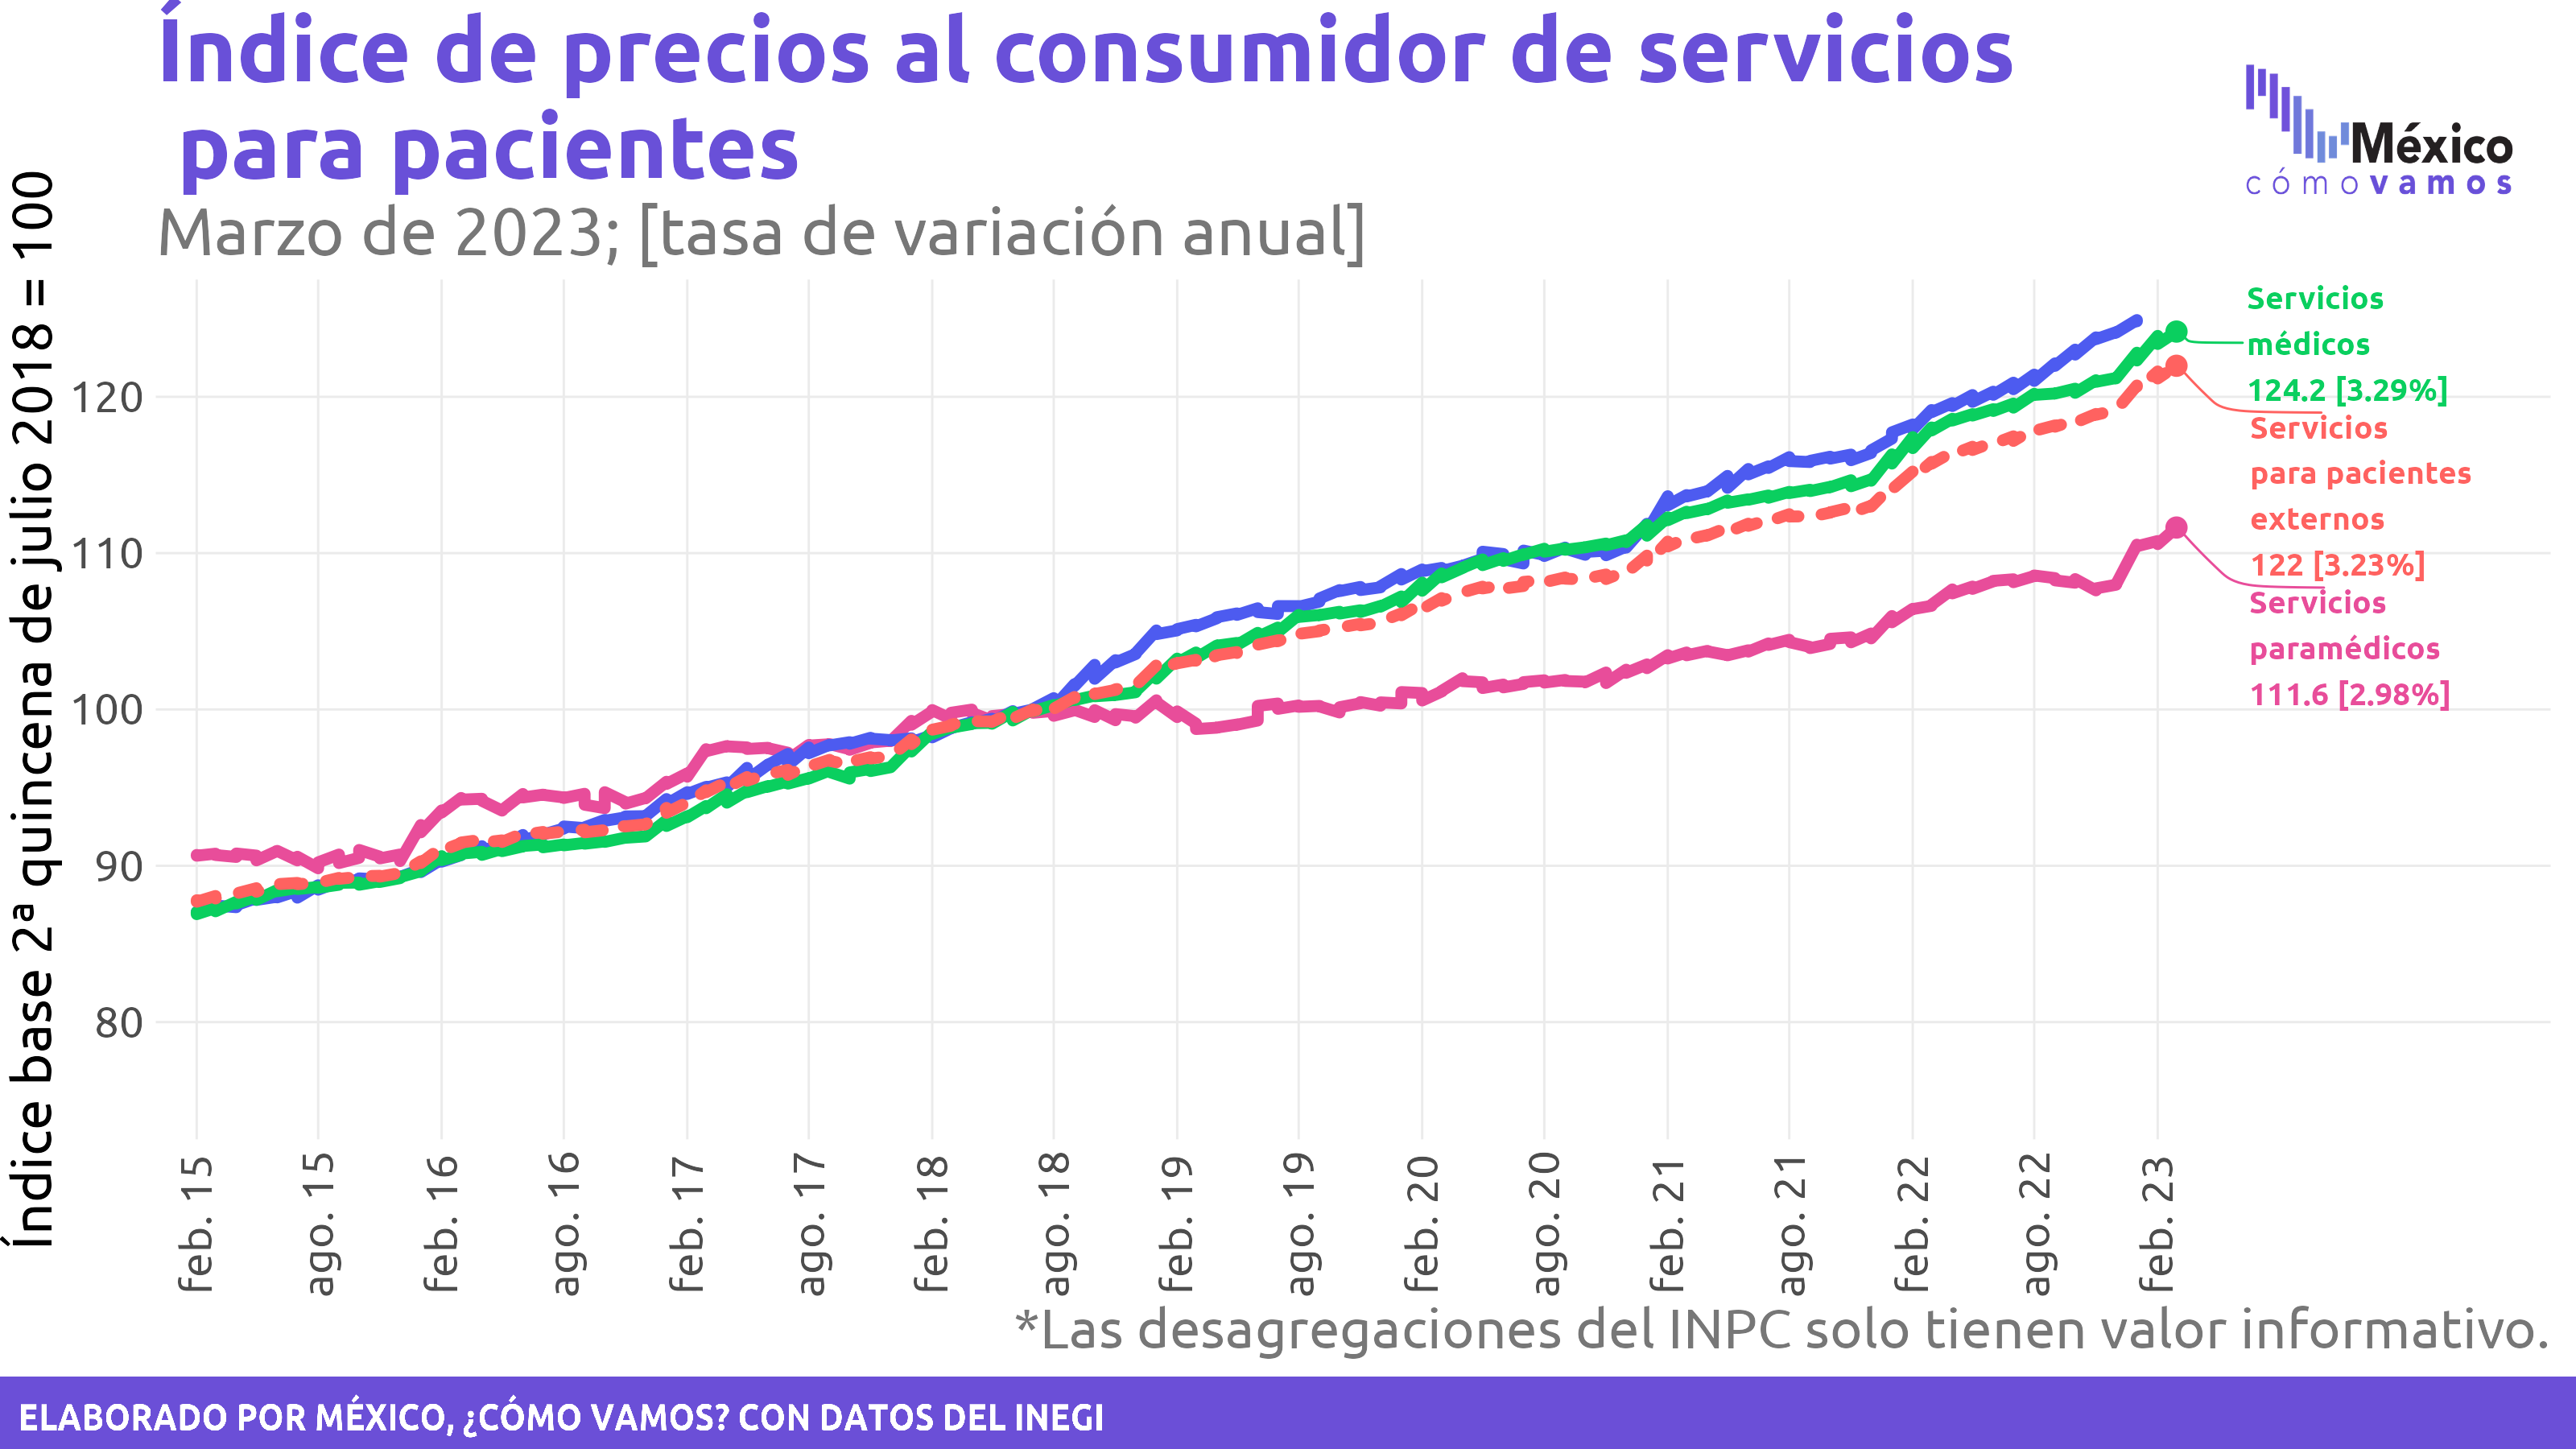 Índice de precios al consumidor de servicios
para pacientes
Marzo de 2023; [tasa de variación anual]
México
cómo vamos
Índice base 2ª quincena de julio 2018 = 100
120
110
100
90
80
Servicios
médicos
124.2 [3.29%]
Servicios
para pacientes
externos
122 [3.23%]
Servicios
paramédicos
111.6 [2.98%]
feb. 15
ago. 15
feb. 16
ago. 16
feb. 17
ago. 17
feb. 18
ago. 18
feb. 19
ago. 19
feb. 20
ago. 20
feb. 21
ago. 21
feb. 22
ago. 22
feb. 23
*Las desagregaciones del INPC solo tienen valor informativo.
ELABORADO POR MÉXICO, ¿CÓMO VAMOS? CON DATOS DEL INEGI